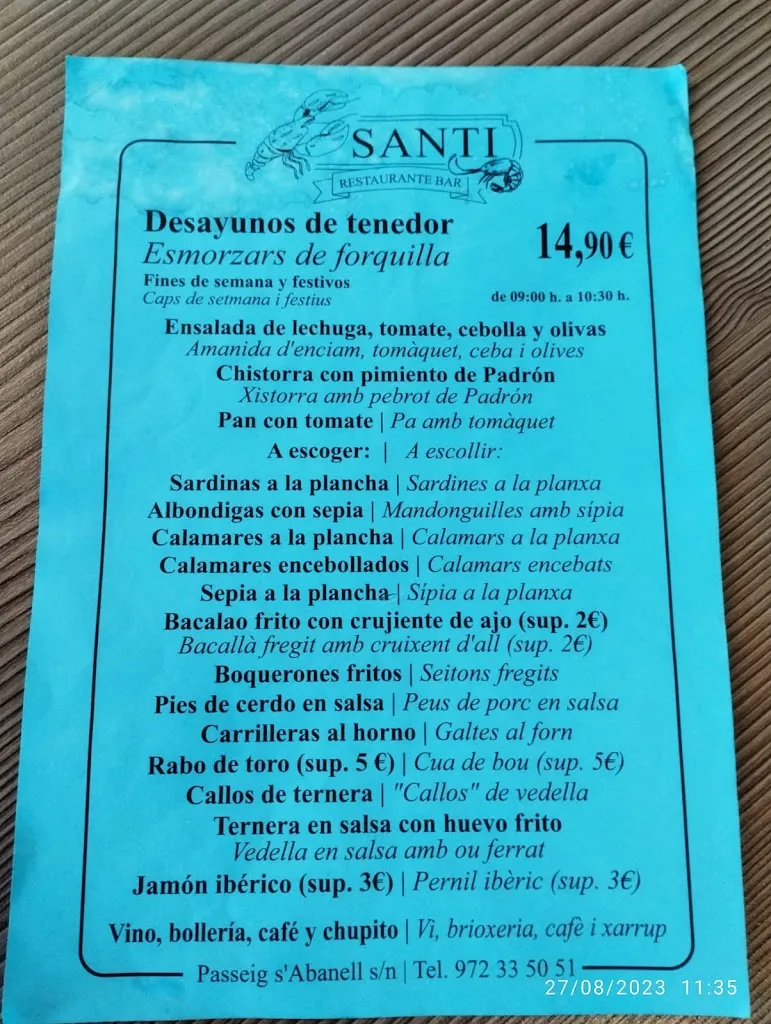 SANTI
RESTAURANTE BAR
Desayunos de tenedor
Esmorzars de forquilla
14,90 €
Fines de semana y festivos
Caps de setmana i festius
de 09:00 h. a 10:30 h.
Ensalada de lechuga, tomate, cebolla y olivas
Amanida d'enciam, tomàquet, ceba i olives
Chistorra con pimiento de Padrón
Xistorra amb pebrot de Padrón
Pan con tomate | Pa amb tomàquet
A escoger: | A escollir:
Sardinas a la plancha | Sardines a la planxa
Albondigas con sepia | Mandonguilles amb sípia
Calamares a la plancha | Calamars a la planxa
Calamares encebollados | Calamars encebats
Sepia a la plancha | Sípia a la planxa
Bacalao frito con crujiente de ajo (sup. 2€)
Bacallà fregit amb cruixent d'all (sup. 2€)
Boquerones fritos | Seitons fregits
Pies de cerdo en salsa | Peus de porc en salsa
Carrilleras al horno | Galtes al forn
Rabo de toro (sup. 5 €) | Cua de bou (sup. 5€)
Callos de ternera | "Callos" de vedella
Ternera en salsa con huevo frito
Vedella en salsa amb ou ferrat
Jamón ibérico (sup. 3€) | Pernil ibèric (sup. 3€)
Vino, bollería, café y chupito | Vi, brioxeria, cafè i xarrup
Passeig s'Abanell s/n | Tel. 972 33 50 51
27/08/2023 11:35